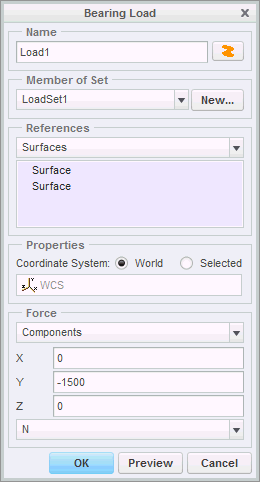 Bearing Load
Name
Load1
Member of Set
LoadSet1 New...
References
Surfaces
Surface
Surface
Properties
Coordinate System: World Selected
WCS
Force
Components
X 0
Y -1500
Z 0
N
OK Preview Cancel